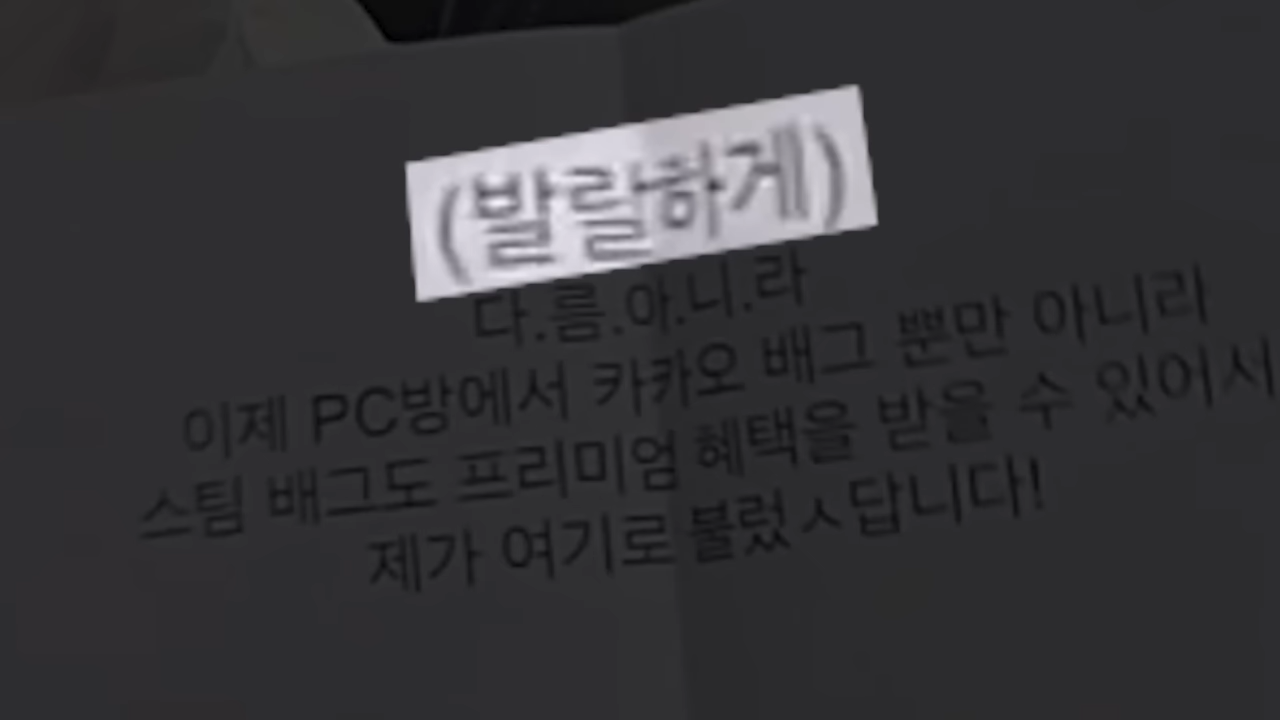 (발랄하게)
다.름.아.니.라
이제 PC방에서 카카오 배그 뿐만 아니라
스팀 배그도 프리미엄 혜택을 받을 수 있어서
제가 여기로 불렀ㅅ답니다!